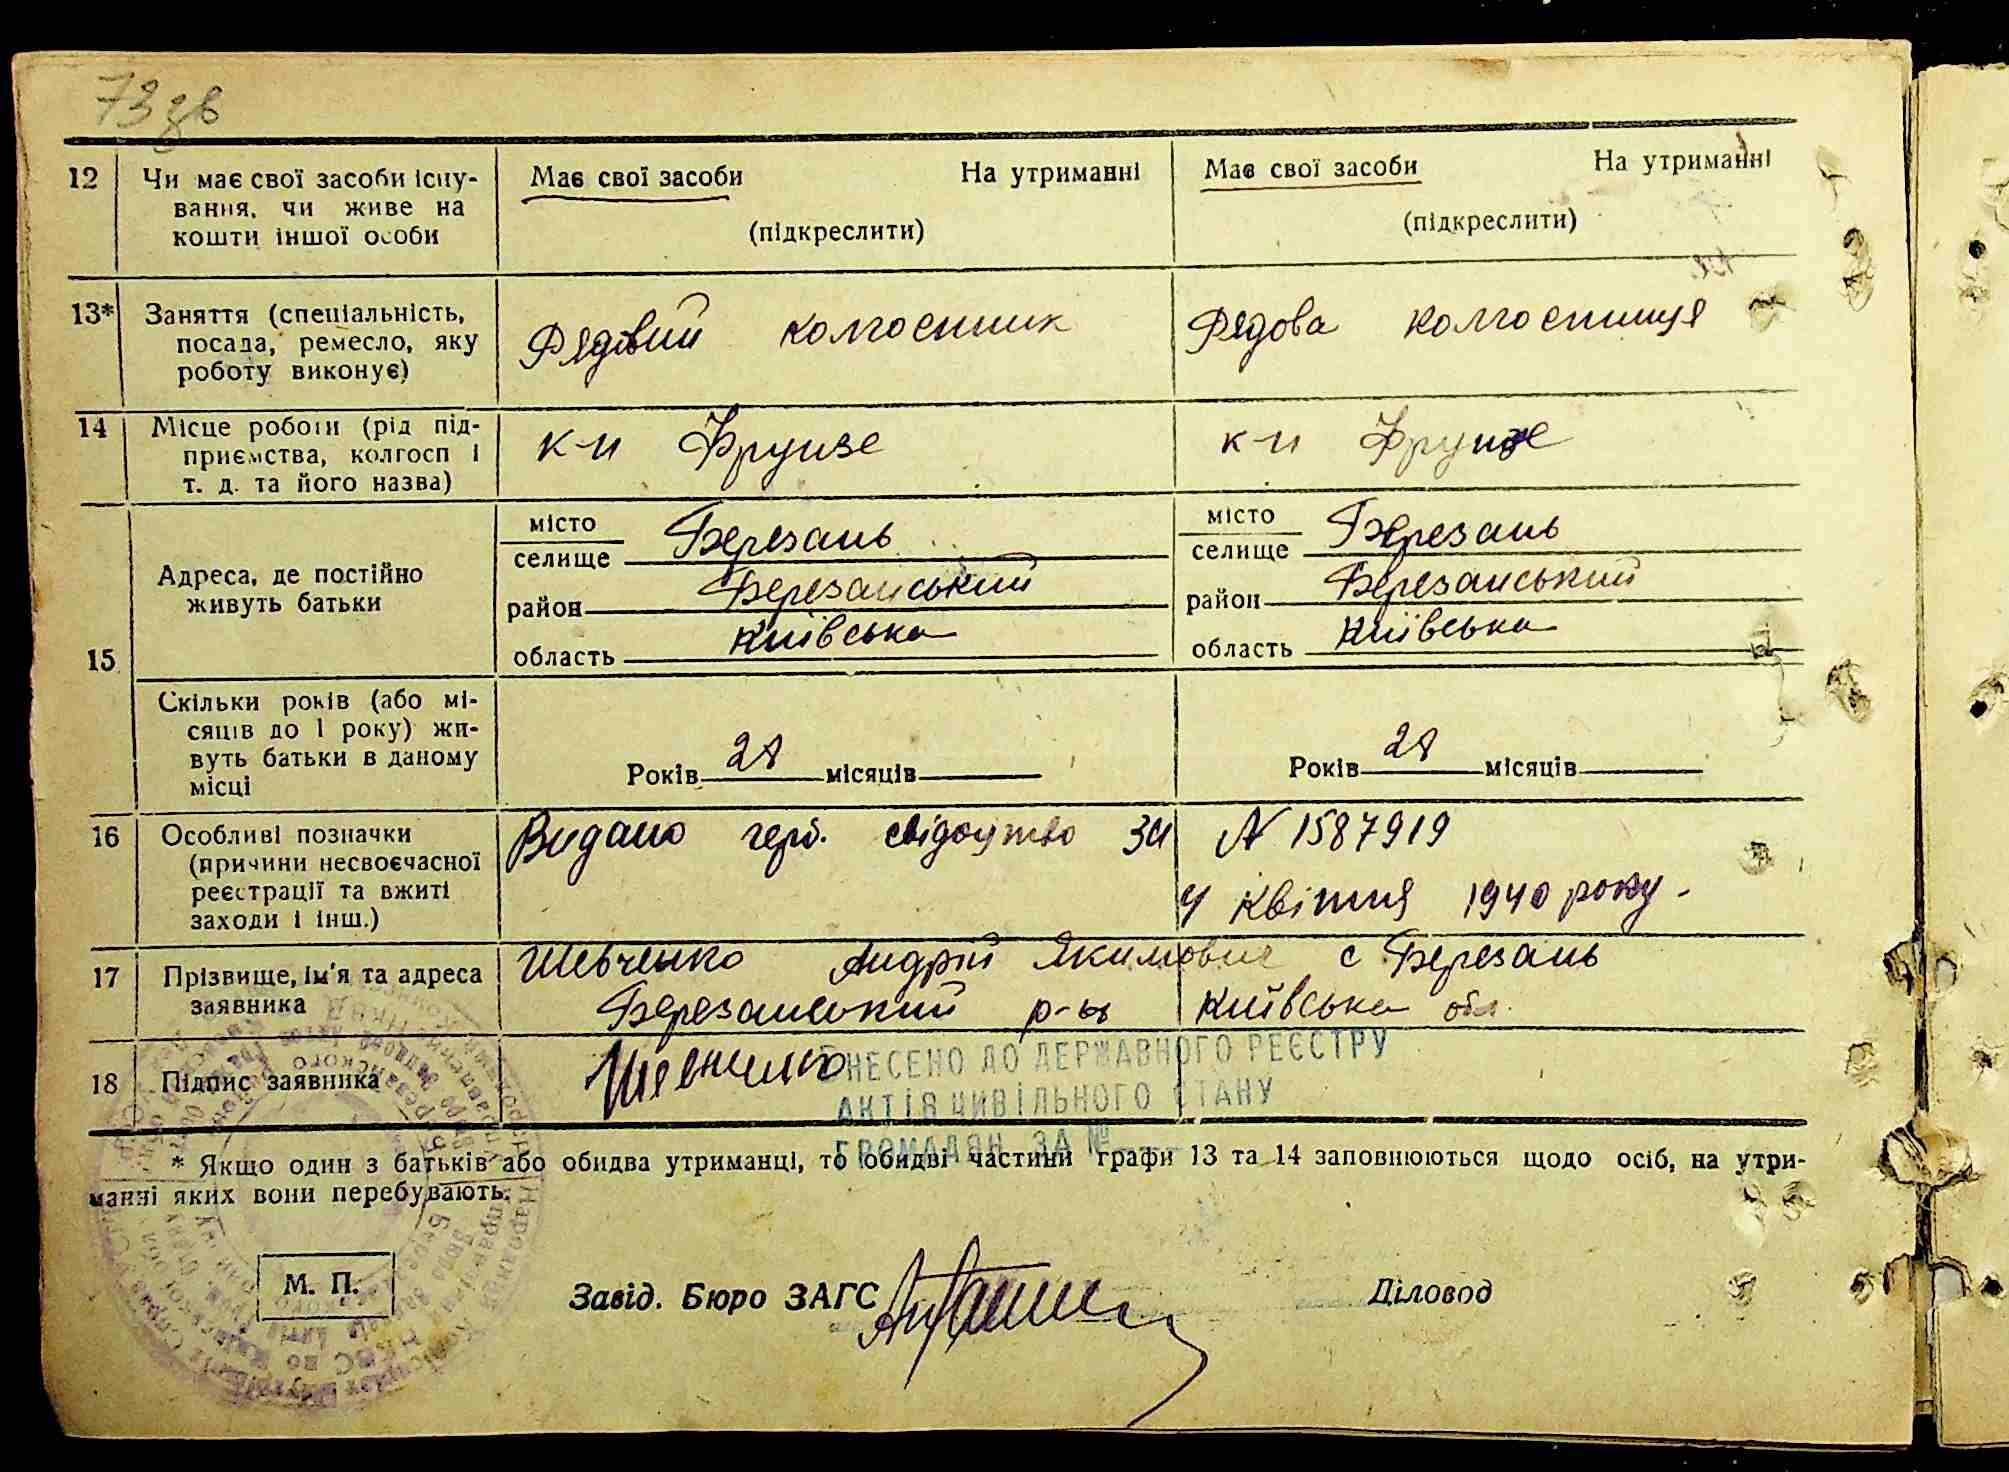 73 зв
12 Чи має свої засоби існу- Має свої засоби На утриманні Має свої засоби На утриманні
вання, чи живе на (підкреслити) (підкреслити)
кошти іншої особи
13* Заняття (спеціальність, Рядовий колгоспник Рядова колгоспниця
посада, ремесло, яку
роботу виконує)
14 Місце роботи (рід під- к-п Фрунзе к-п Фрунзе
приємства, колгосп і
т. д. та його назва)
15 Адреса, де постійно
живуть батьки
місто селище Березань місто селище Березань
район Березанський район Березанський
область Київська область Київська
Скільки років (або мі-
сяців до 1 року) жи-
вуть батьки в даному
місці
Років 28 місяців Років 28 місяців
16 Особливі позначки Видано герб. свідоцтво ЗИ N 1587919
(причини несвоєчасної
реєстрації та вжиті 4 квітня 1940 року.
заходи і інш.)
17 Прізвище, ім'я та адреса Шевченко Андрій Якимович с Березань
заявника Березанський р-н Київська обл.
18 Підпис заявника Шевченко
ВНЕСЕНО ДО ДЕРЖАВНОГО РЕЄСТРУ
АКТІВ ЦИВІЛЬНОГО СТАНУ
ГРОМАДЯН ЗА №
* Якщо один з батьків або обидва утриманці, то обидві частини графи 13 та 14 заповнюються щодо осіб, на утри-
манні яких вони перебувають.
М. П. Завід. Бюро ЗАГС Діловод